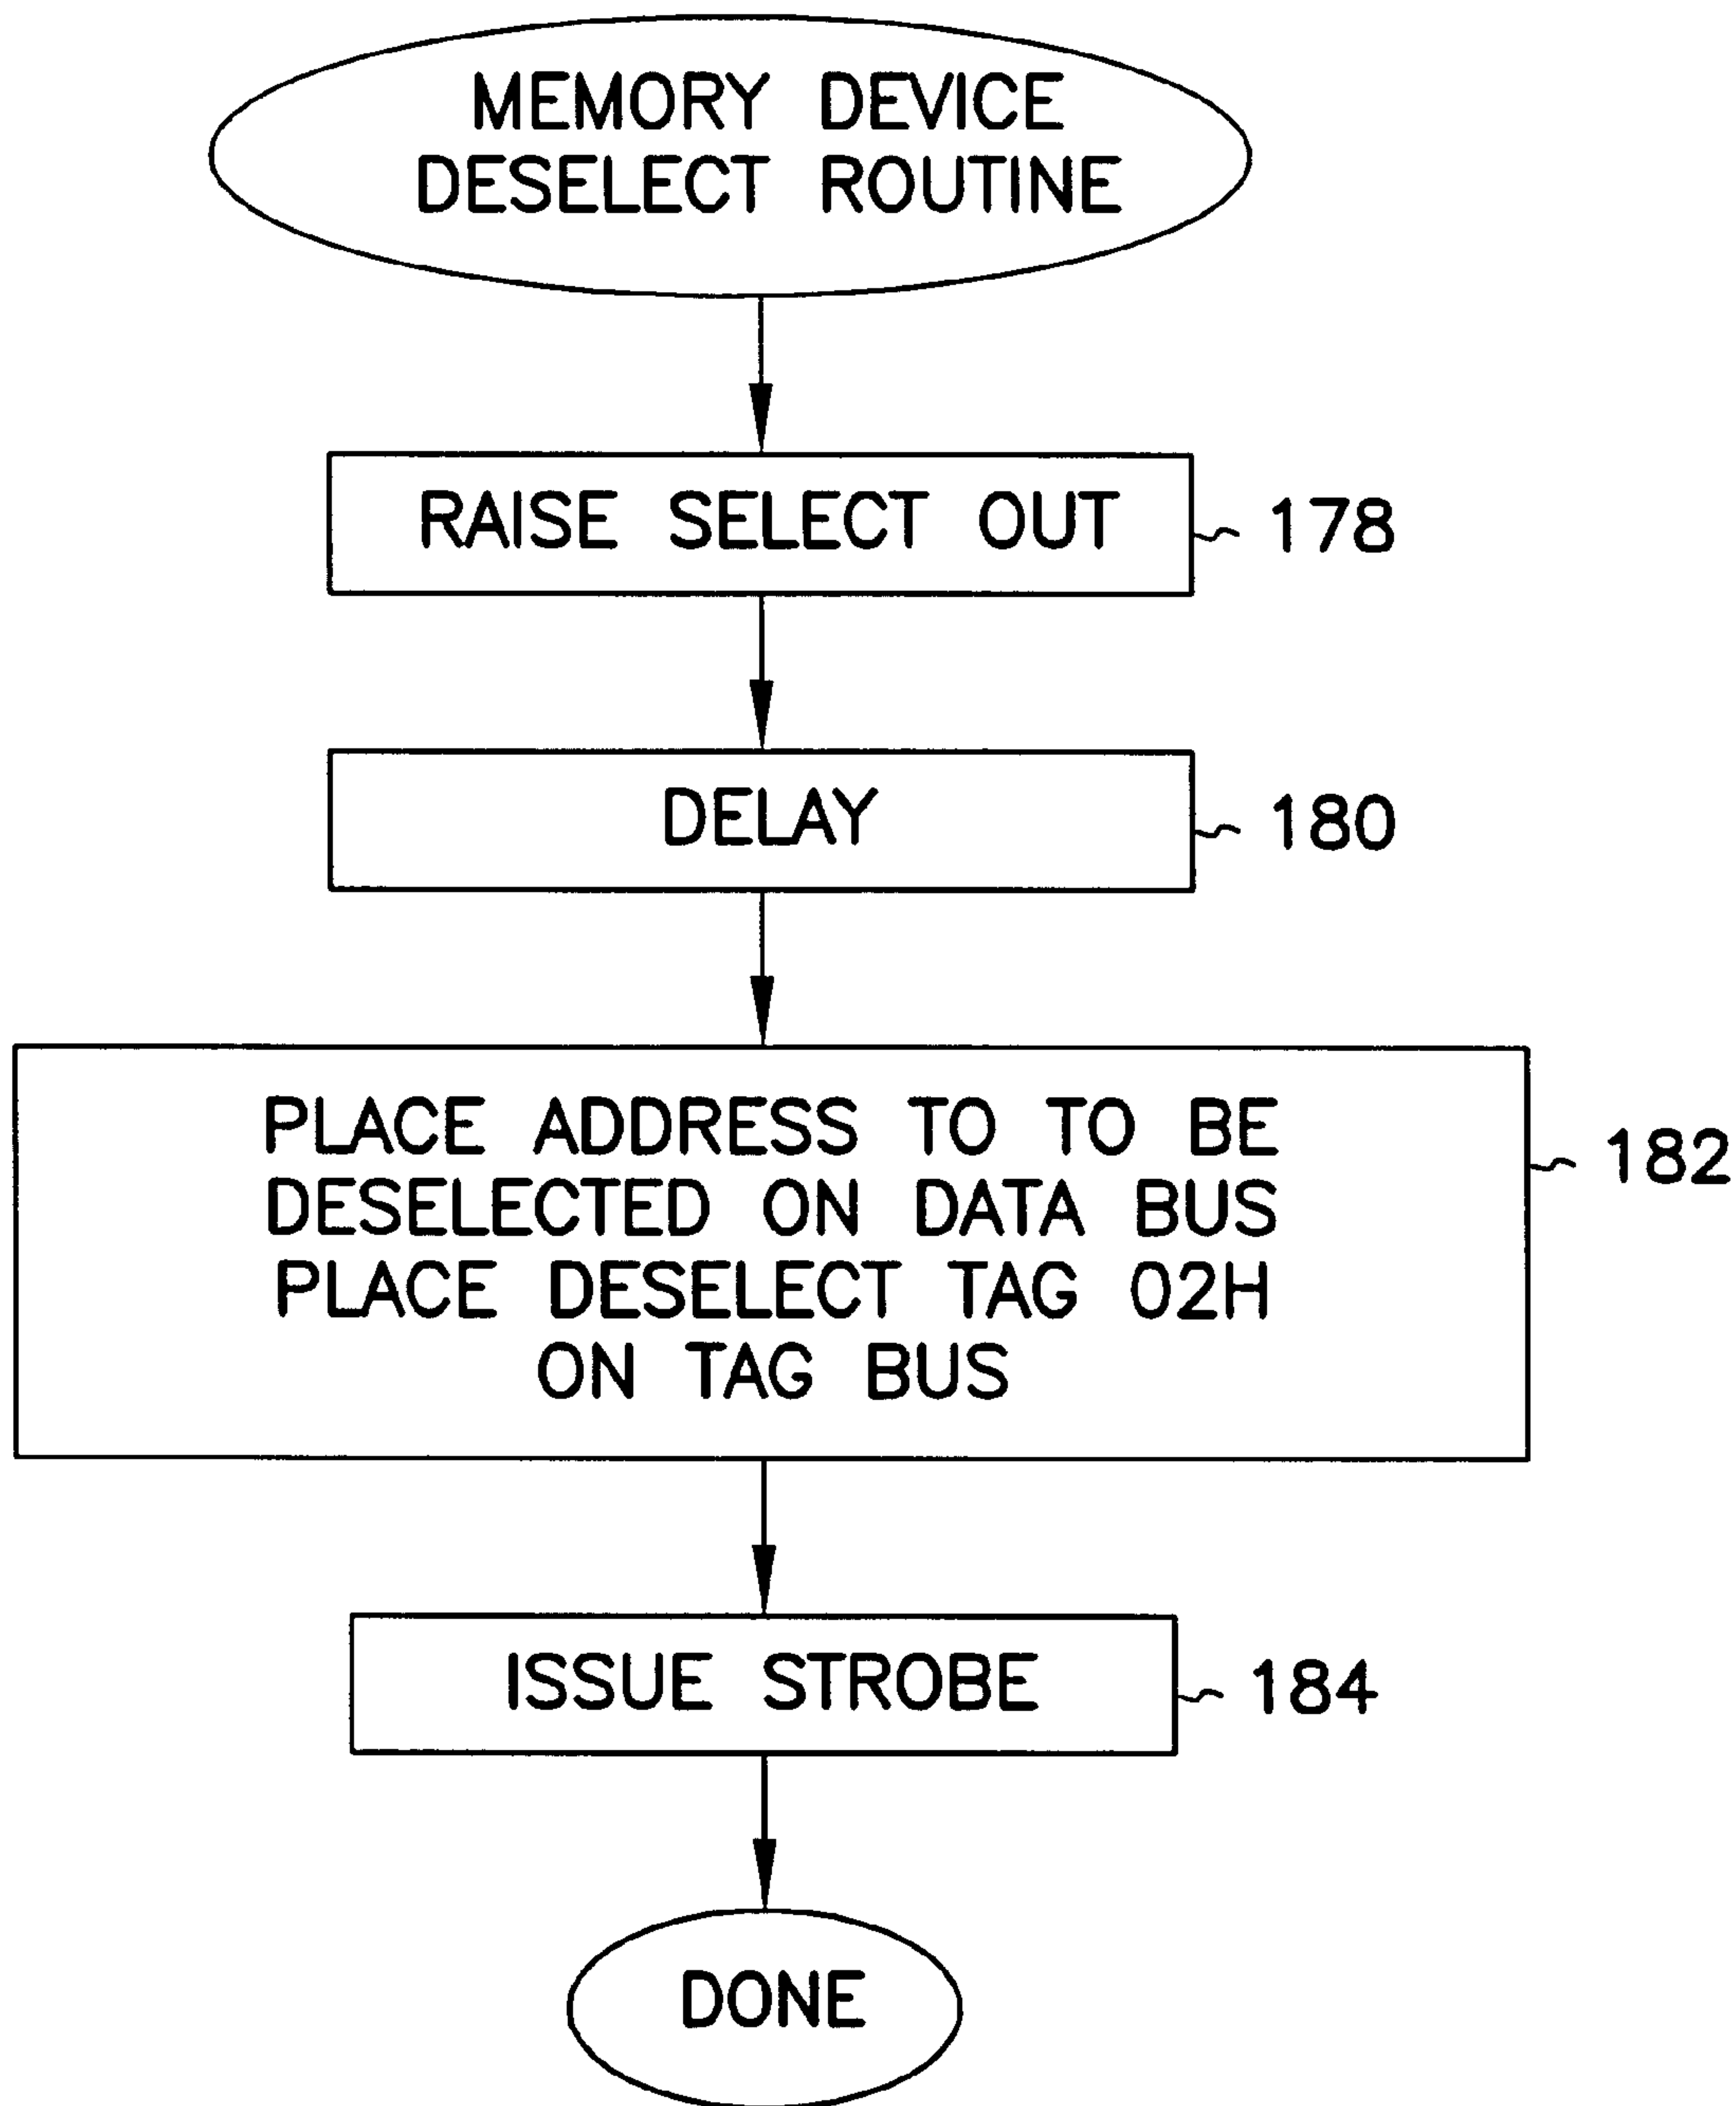 MEMORY DEVICE
DESELECT ROUTINE
RAISE SELECT OUT
178
DELAY
180
PLACE ADDRESS TO TO BE
DESELECTED ON DATA BUS
PLACE DESELECT TAG 02H
ON TAG BUS
182
ISSUE STROBE
184
DONE